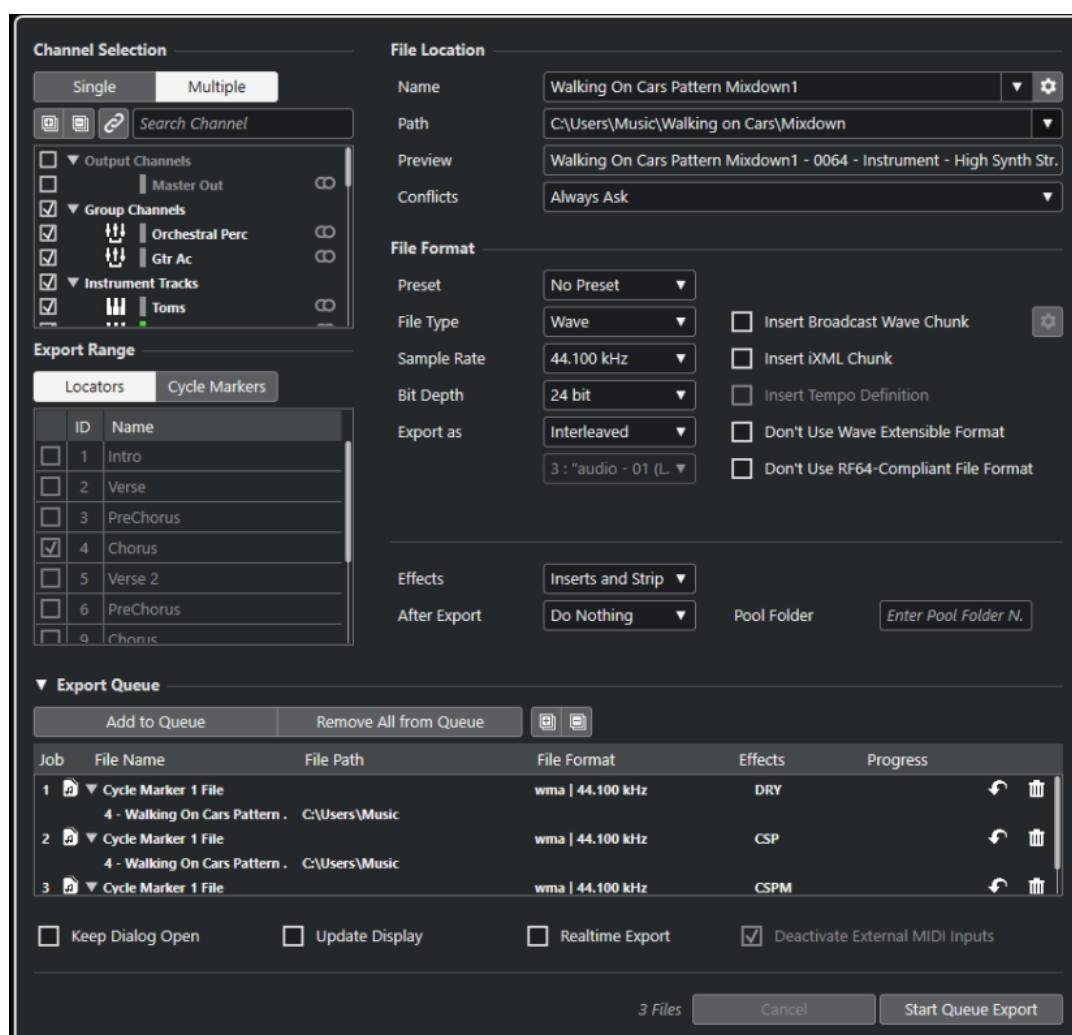 Channel Selection
Single Multiple
Search Channel
Output Channels
Master Out
Group Channels
Orchestral Perc
Gtr Ac
Instrument Tracks
Toms
Export Range
Locators Cycle Markers
ID Name
1 Intro
2 Verse
3 PreChorus
4 Chorus
5 Verse 2
6 PreChorus
9 Chorus
File Location
Name Walking On Cars Pattern Mixdown1
Path C:\Users\Music\Walking on Cars\Mixdown
Preview Walking On Cars Pattern Mixdown1 - 0064 - Instrument - High Synth Str.
Conflicts Always Ask
File Format
Preset No Preset
File Type Wave Insert Broadcast Wave Chunk
Sample Rate 44.100 kHz Insert iXML Chunk
Bit Depth 24 bit Insert Tempo Definition
Export as Interleaved Don't Use Wave Extensible Format
3 : "audio - 01 (L. Don't Use RF64-Compliant File Format
Effects Inserts and Strip
After Export Do Nothing Pool Folder Enter Pool Folder N.
Export Queue
Add to Queue Remove All from Queue
Job File Name File Path File Format Effects Progress
1 Cycle Marker 1 File wma | 44.100 kHz DRY
4 - Walking On Cars Pattern . C:\Users\Music
2 Cycle Marker 1 File wma | 44.100 kHz CSP
4 - Walking On Cars Pattern . C:\Users\Music
3 Cycle Marker 1 File wma | 44.100 kHz CSPM
Keep Dialog Open Update Display Realtime Export Deactivate External MIDI Inputs
3 Files Cancel Start Queue Export